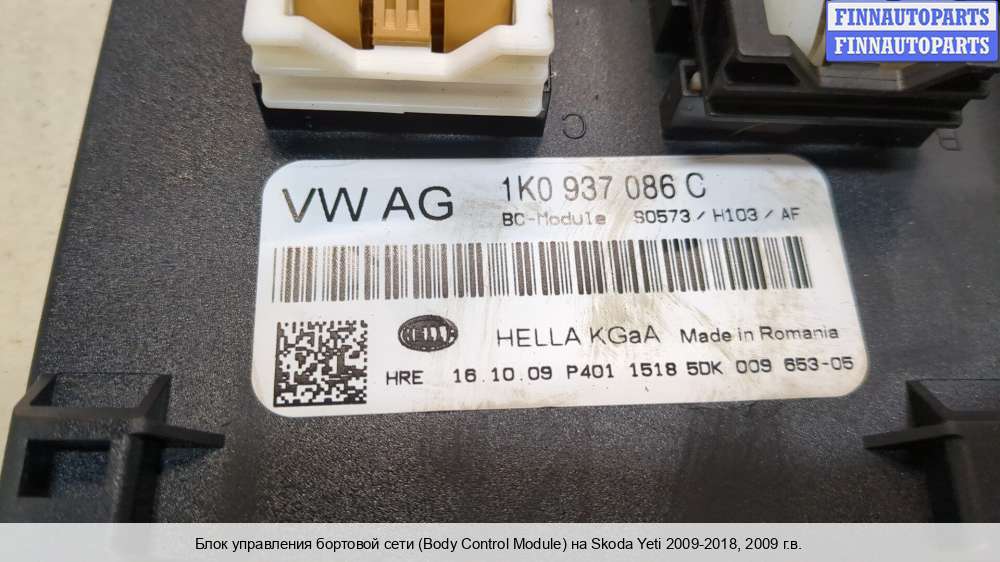 FINNAUTOPARTS
FINNAUTOPARTS
C
VW AG 1K0 937 086 C
BC-Module S0573 / H103 / AF
HELLA
HELLA KGaA Made in Romania
HRE 16.10.09 P401 1518 5DK 009 653-05
Блок управления бортовой сети (Body Control Module) на Skoda Yeti 2009-2018, 2009 г.в.